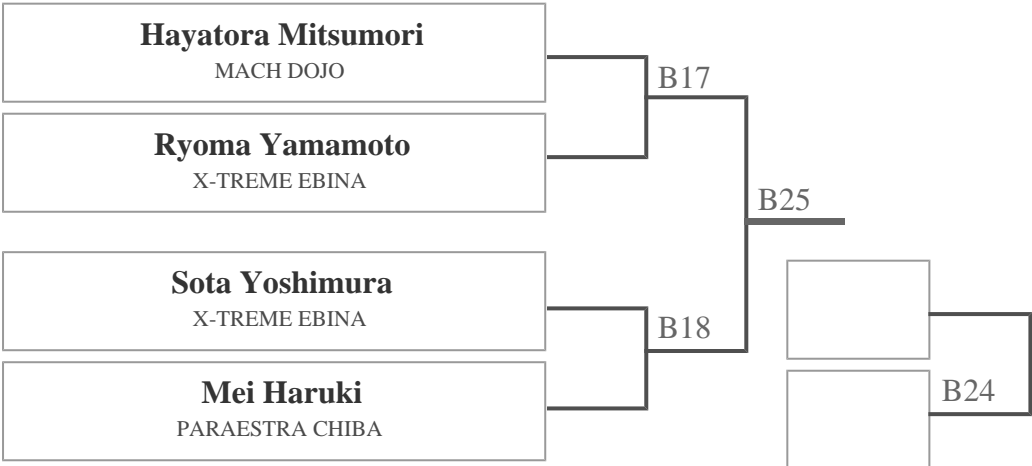 Hayatora Mitsumori
MACH DOJO
B17
Ryoma Yamamoto
X-TREME EBINA
B25
Sota Yoshimura
X-TREME EBINA
B18
Mei Haruki
PARAESTRA CHIBA
B24